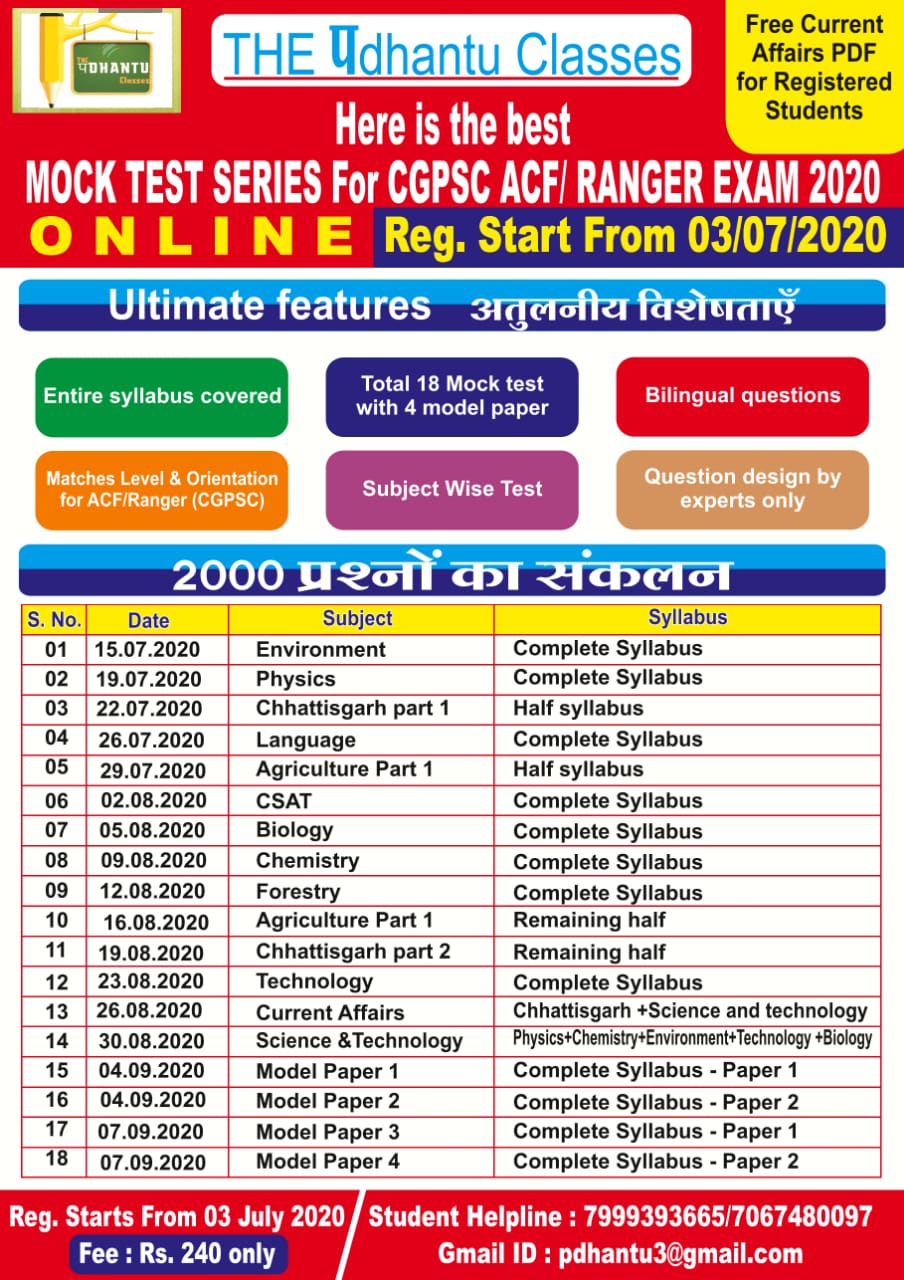 THE
पDHANTU
Classes
THE पdhantu Classes
Free Current
Affairs PDF
for Registered
Students
Here is the best
MOCK TEST SERIES For CGPSC ACF/ RANGER EXAM 2020
ONLINE Reg. Start From 03/07/2020
Ultimate features अतुलनीय विशेषताएँ
Entire syllabus covered
Total 18 Mock test
with 4 model paper
Bilingual questions
Matches Level & Orientation
for ACF/Ranger (CGPSC)
Subject Wise Test
Question design by
experts only
2000 प्रश्नों का संकलन
S. No. Date Subject Syllabus
01 15.07.2020 Environment Complete Syllabus
02 19.07.2020 Physics Complete Syllabus
03 22.07.2020 Chhattisgarh part 1 Half syllabus
04 26.07.2020 Language Complete Syllabus
05 29.07.2020 Agriculture Part 1 Half syllabus
06 02.08.2020 CSAT Complete Syllabus
07 05.08.2020 Biology Complete Syllabus
08 09.08.2020 Chemistry Complete Syllabus
09 12.08.2020 Forestry Complete Syllabus
10 16.08.2020 Agriculture Part 1 Remaining half
11 19.08.2020 Chhattisgarh part 2 Remaining half
12 23.08.2020 Technology Complete Syllabus
13 26.08.2020 Current Affairs Chhattisgarh +Science and technology
14 30.08.2020 Science &Technology Physics+Chemistry+Environment+Technology +Biology
15 04.09.2020 Model Paper 1 Complete Syllabus - Paper 1
16 04.09.2020 Model Paper 2 Complete Syllabus - Paper 2
17 07.09.2020 Model Paper 3 Complete Syllabus - Paper 1
18 07.09.2020 Model Paper 4 Complete Syllabus - Paper 2
Reg. Starts From 03 July 2020 / Student Helpline : 7999393665/7067480097
Fee : Rs. 240 only Gmail ID : pdhantu3@gmail.com